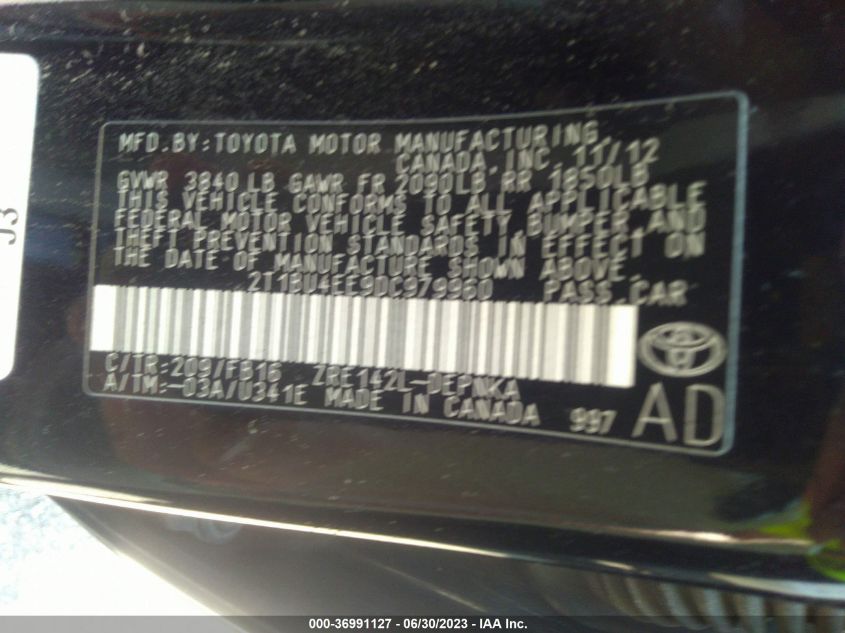 J3
MFD.BY:TOYOTA MOTOR MANUFACTURING,
CANADA,INC. 11/12
GVWR 3840 LB GAWR FR 2090LB RR 1850LB
THIS VEHICLE CONFORMS TO ALL APPLICABLE
FEDERAL MOTOR VEHICLE SAFETY,BUMPER,AND
THEFT PREVENTION STANDARDS IN EFFECT ON
THE DATE OF MANUFACTURE SHOWN ABOVE.
2T1BU4EE9DC979960 PASS.CAR
C/TR:209/FB16 ZRE142L-DEPNKA
A/TM:-03A/U341E MADE IN CANADA 997
AD
000-36991127 - 06/30/2023 - IAA Inc.